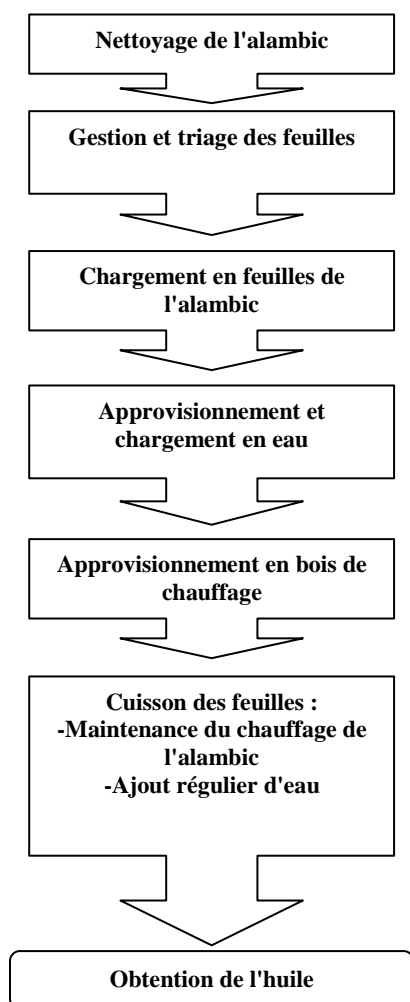 Nettoyage de l'alambic
Gestion et triage des feuilles
Chargement en feuilles de
l'alambic
Approvisionnement et
chargement en eau
Approvisionnement en bois de
chauffage
Cuisson des feuilles :
-Maintenance du chauffage de
l'alambic
-Ajout régulier d'eau
Obtention de l'huile